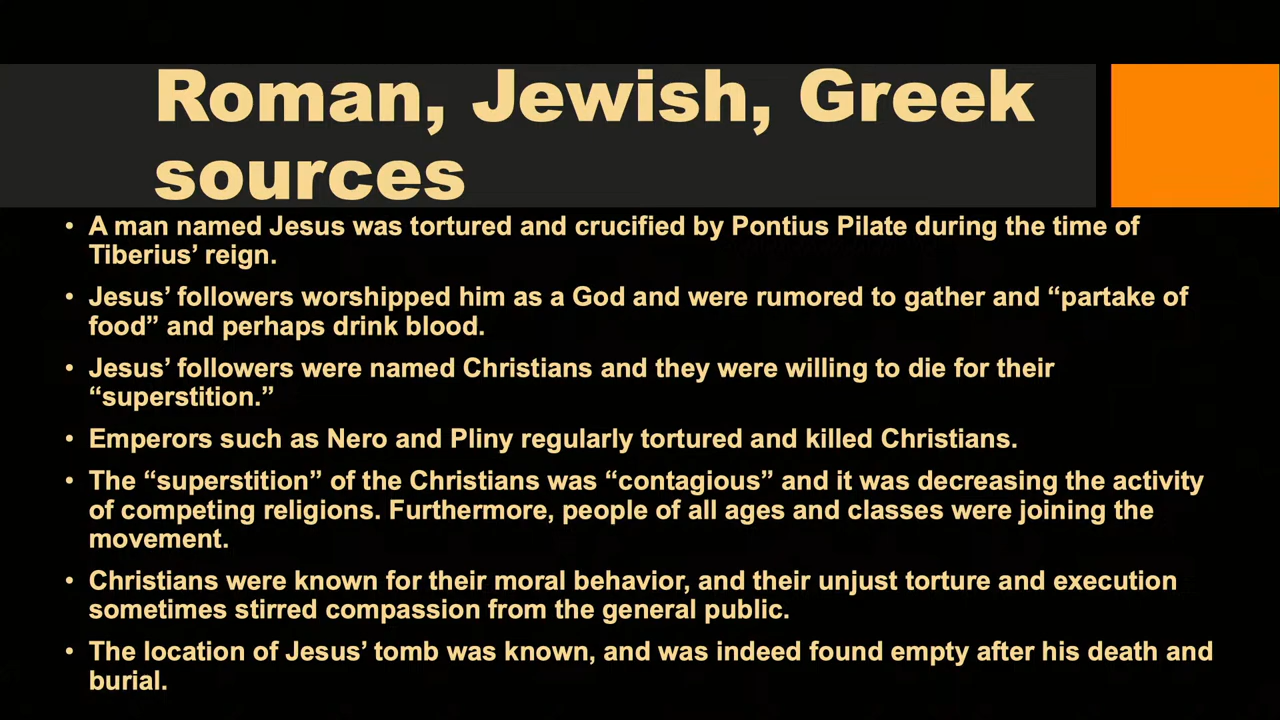 Roman, Jewish, Greek
sources
• A man named Jesus was tortured and crucified by Pontius Pilate during the time of
Tiberius’ reign.
• Jesus’ followers worshipped him as a God and were rumored to gather and “partake of
food” and perhaps drink blood.
• Jesus’ followers were named Christians and they were willing to die for their
“superstition.”
• Emperors such as Nero and Pliny regularly tortured and killed Christians.
• The “superstition” of the Christians was “contagious” and it was decreasing the activity
of competing religions. Furthermore, people of all ages and classes were joining the
movement.
• Christians were known for their moral behavior, and their unjust torture and execution
sometimes stirred compassion from the general public.
• The location of Jesus’ tomb was known, and was indeed found empty after his death and
burial.